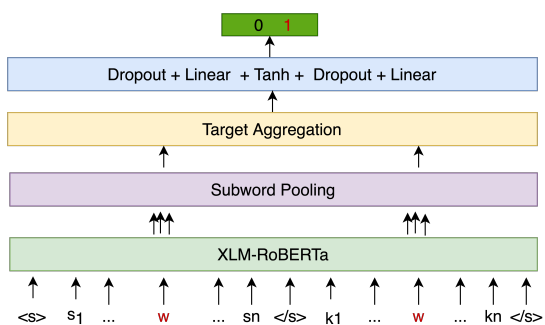 0 1
Dropout + Linear + Tanh + Dropout + Linear
Target Aggregation
Subword Pooling
XLM-RoBERTa
<s> s1 ... w ... sn </s> k1 ... w ... kn </s>